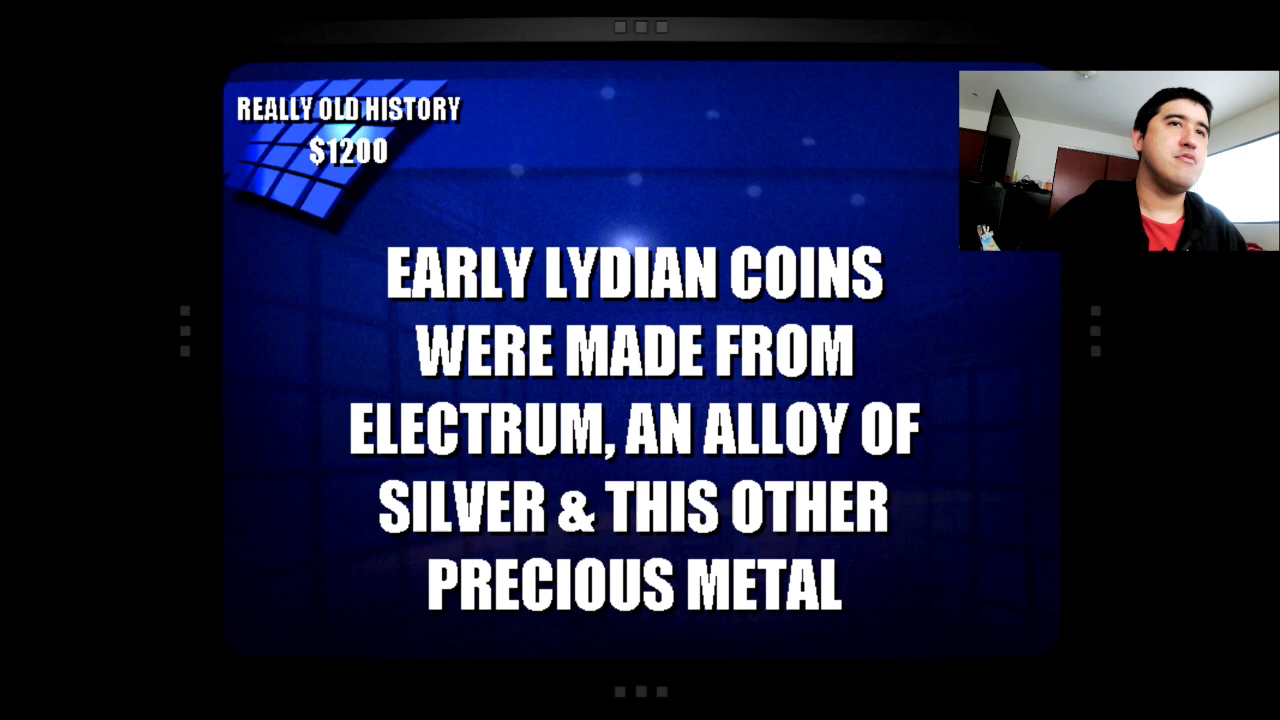 REALLY OLD HISTORY
$1200
EARLY LYDIAN COINS
WERE MADE FROM
ELECTRUM, AN ALLOY OF
SILVER & THIS OTHER
PRECIOUS METAL